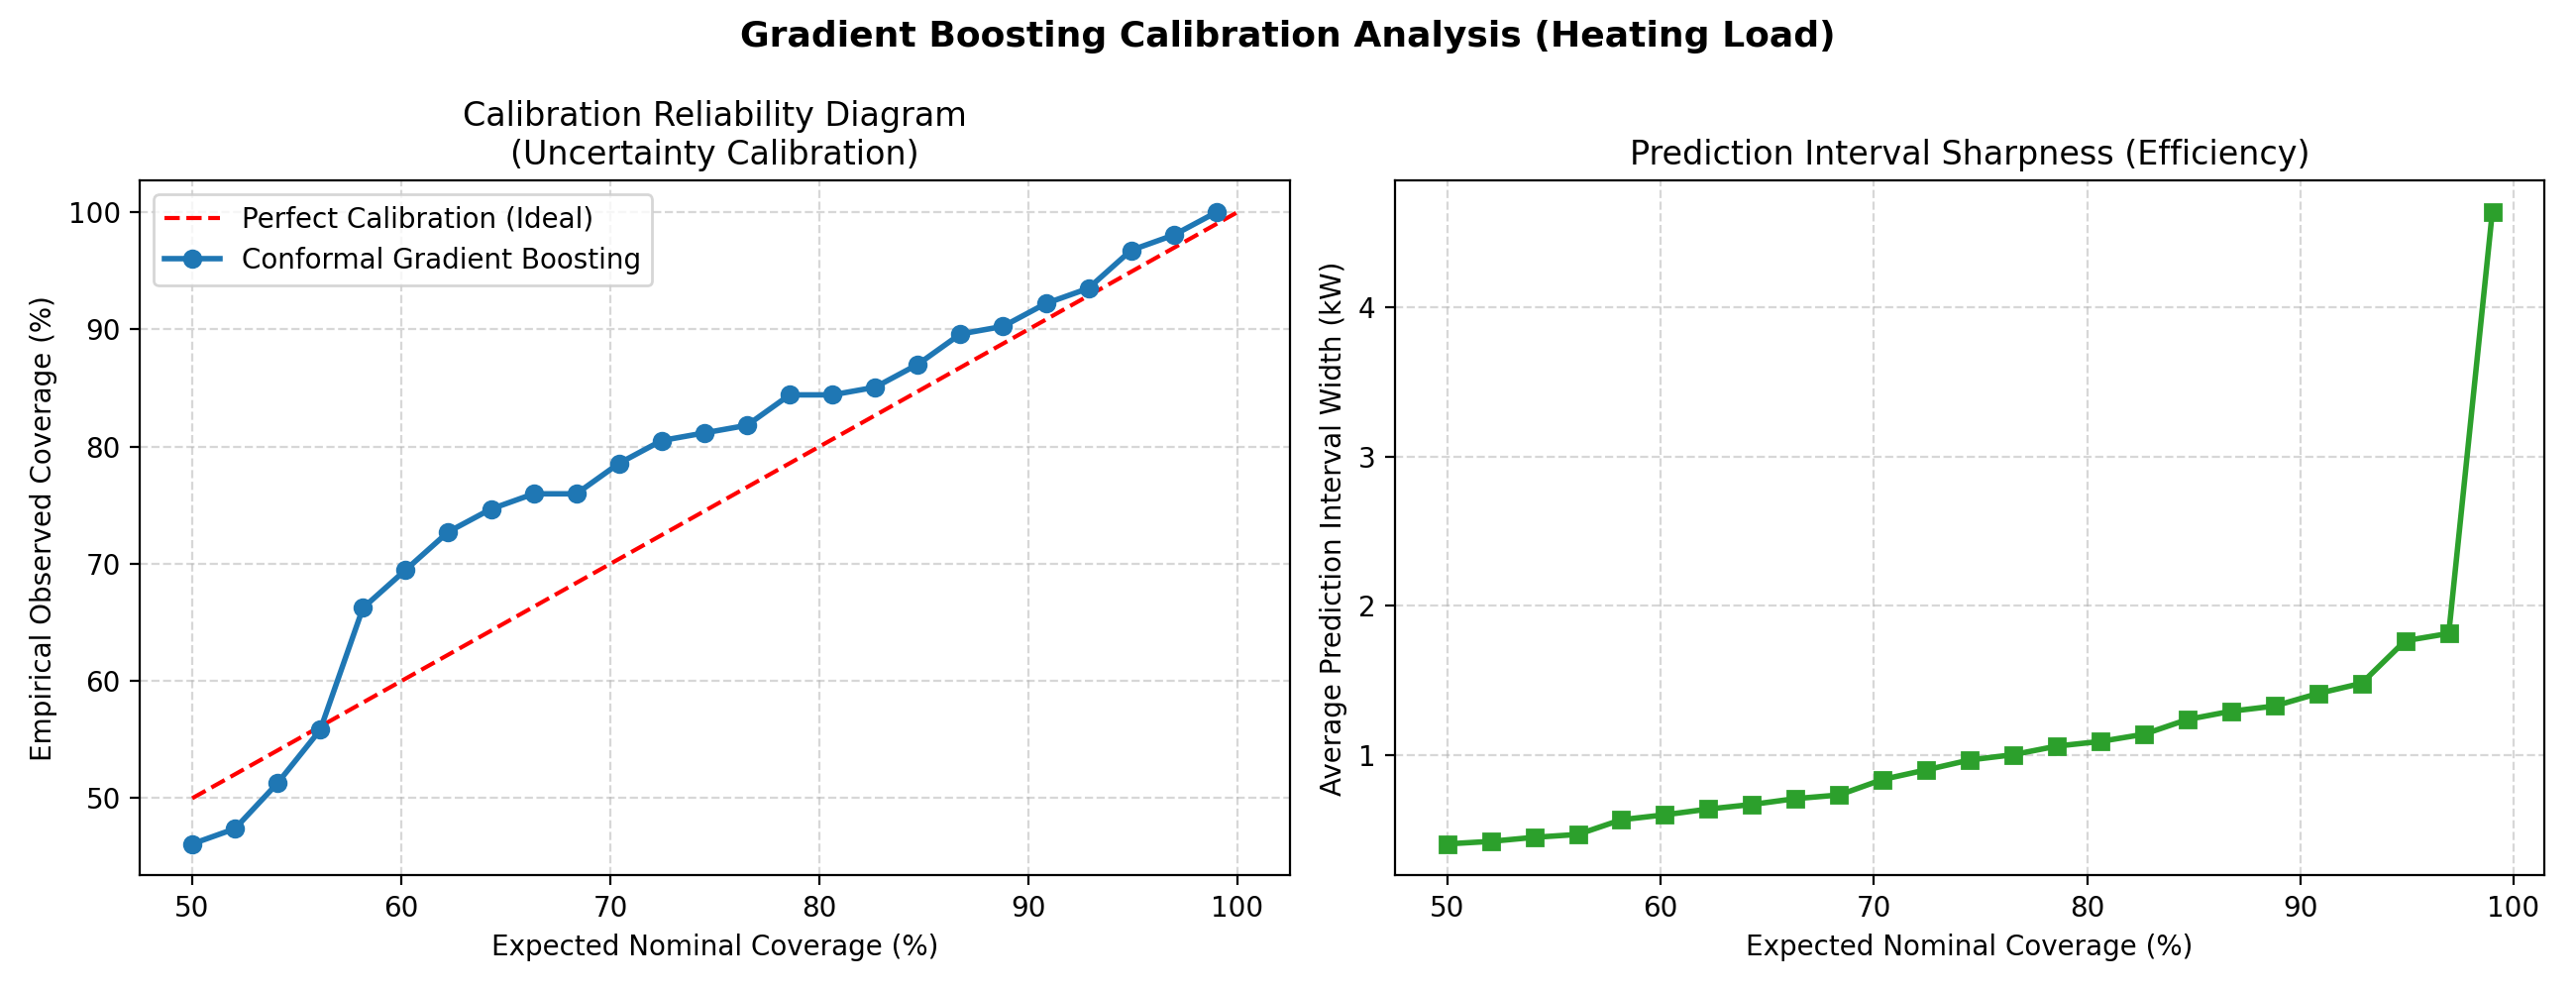 Gradient Boosting Calibration Analysis (Heating Load)
Calibration Reliability Diagram
(Uncertainty Calibration)
Perfect Calibration (Ideal)
Conformal Gradient Boosting
Empirical Observed Coverage (%)
100
90
80
70
60
50
50 60 70 80 90 100
Expected Nominal Coverage (%)
Prediction Interval Sharpness (Efficiency)
Average Prediction Interval Width (kW)
4
3
2
1
50 60 70 80 90 100
Expected Nominal Coverage (%)